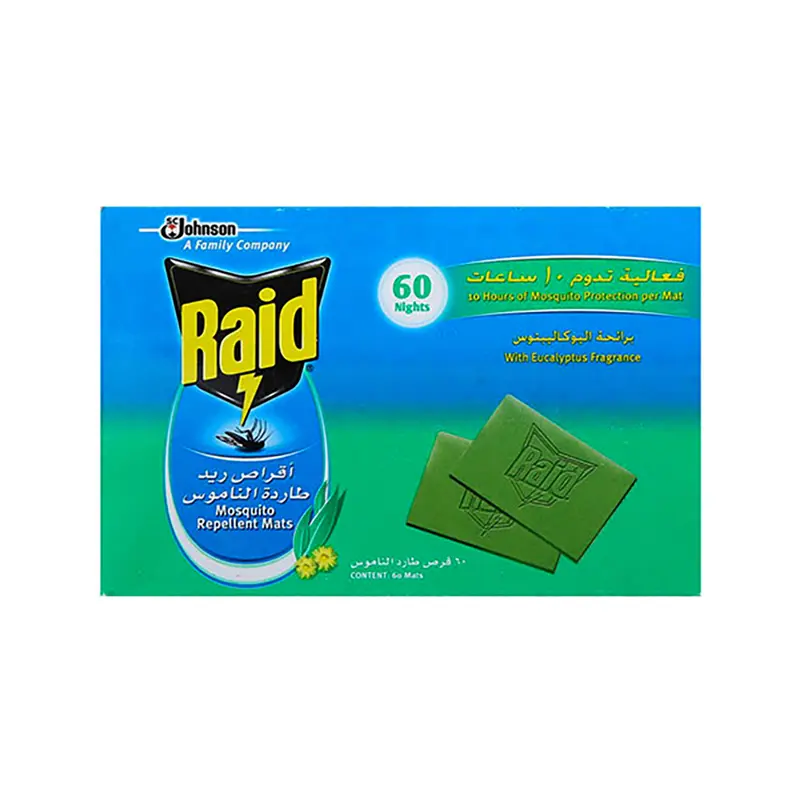 SC Johnson
A Family Company
Raid
®
أقراص ريد
طاردة الناموس
Mosquito
Repellent Mats
60
Nights
فعالية تدوم ١٠ ساعات
10 Hours of Mosquito Protection per Mat
برائحة اليوكاليبتوس
With Eucalyptus Fragrance
Raid
٦٠ قرص طارد الناموس
CONTENT: 60 Mats